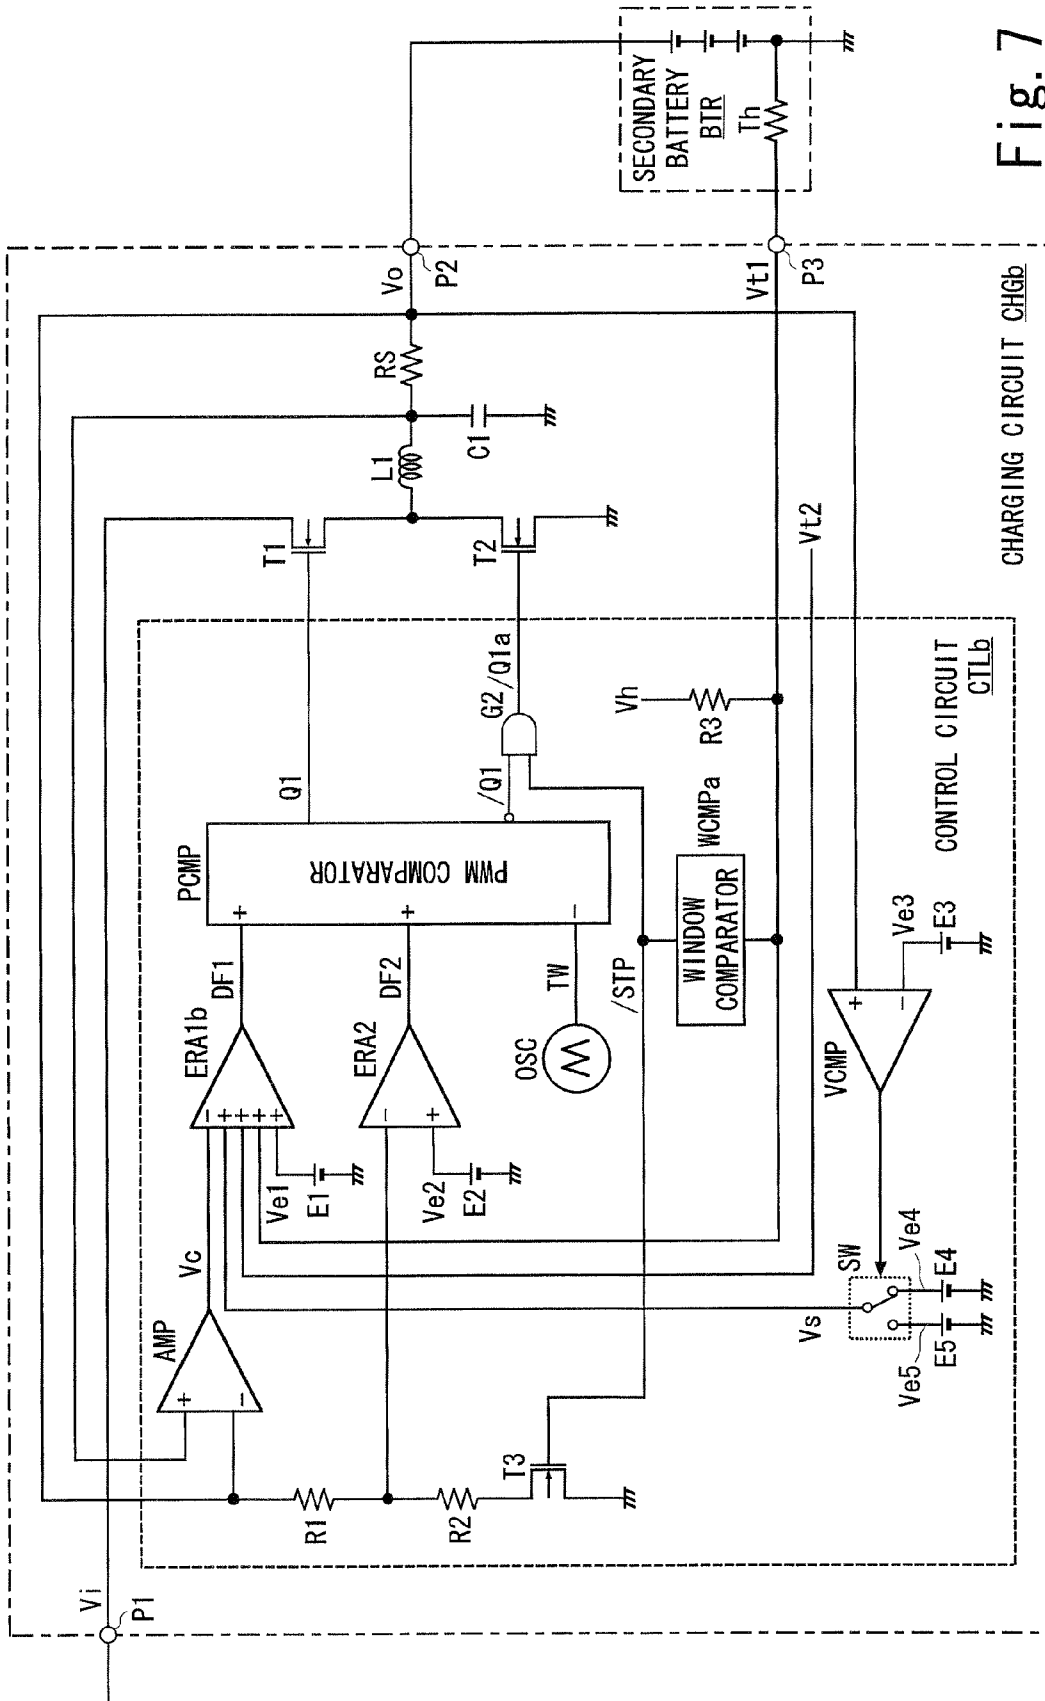 Fig. 7
CHARGING CIRCUIT CHGb
CONTROL CIRCUIT
CTLb
SECONDARY
BATTERY
BTR
Th
Vi
P1
Vo
P2
Vt1
P3
RS
L1
C1
T1
T2
Vt2
Q1
/Q1
G2
/Q1a
Vh
R3
PCMP
PWM COMPARATOR
+
+
−
DF1
DF2
TW
OSC
/STP
WCMPa
WINDOW
COMPARATOR
ERA1b
−
+
+
+
+
Ve1
E1
ERA2
−
+
Ve2
E2
Vc
AMP
+
−
R1
R2
T3
VCMP
+
−
Ve3
E3
SW
Vs
Ve4
E4
Ve5
E5